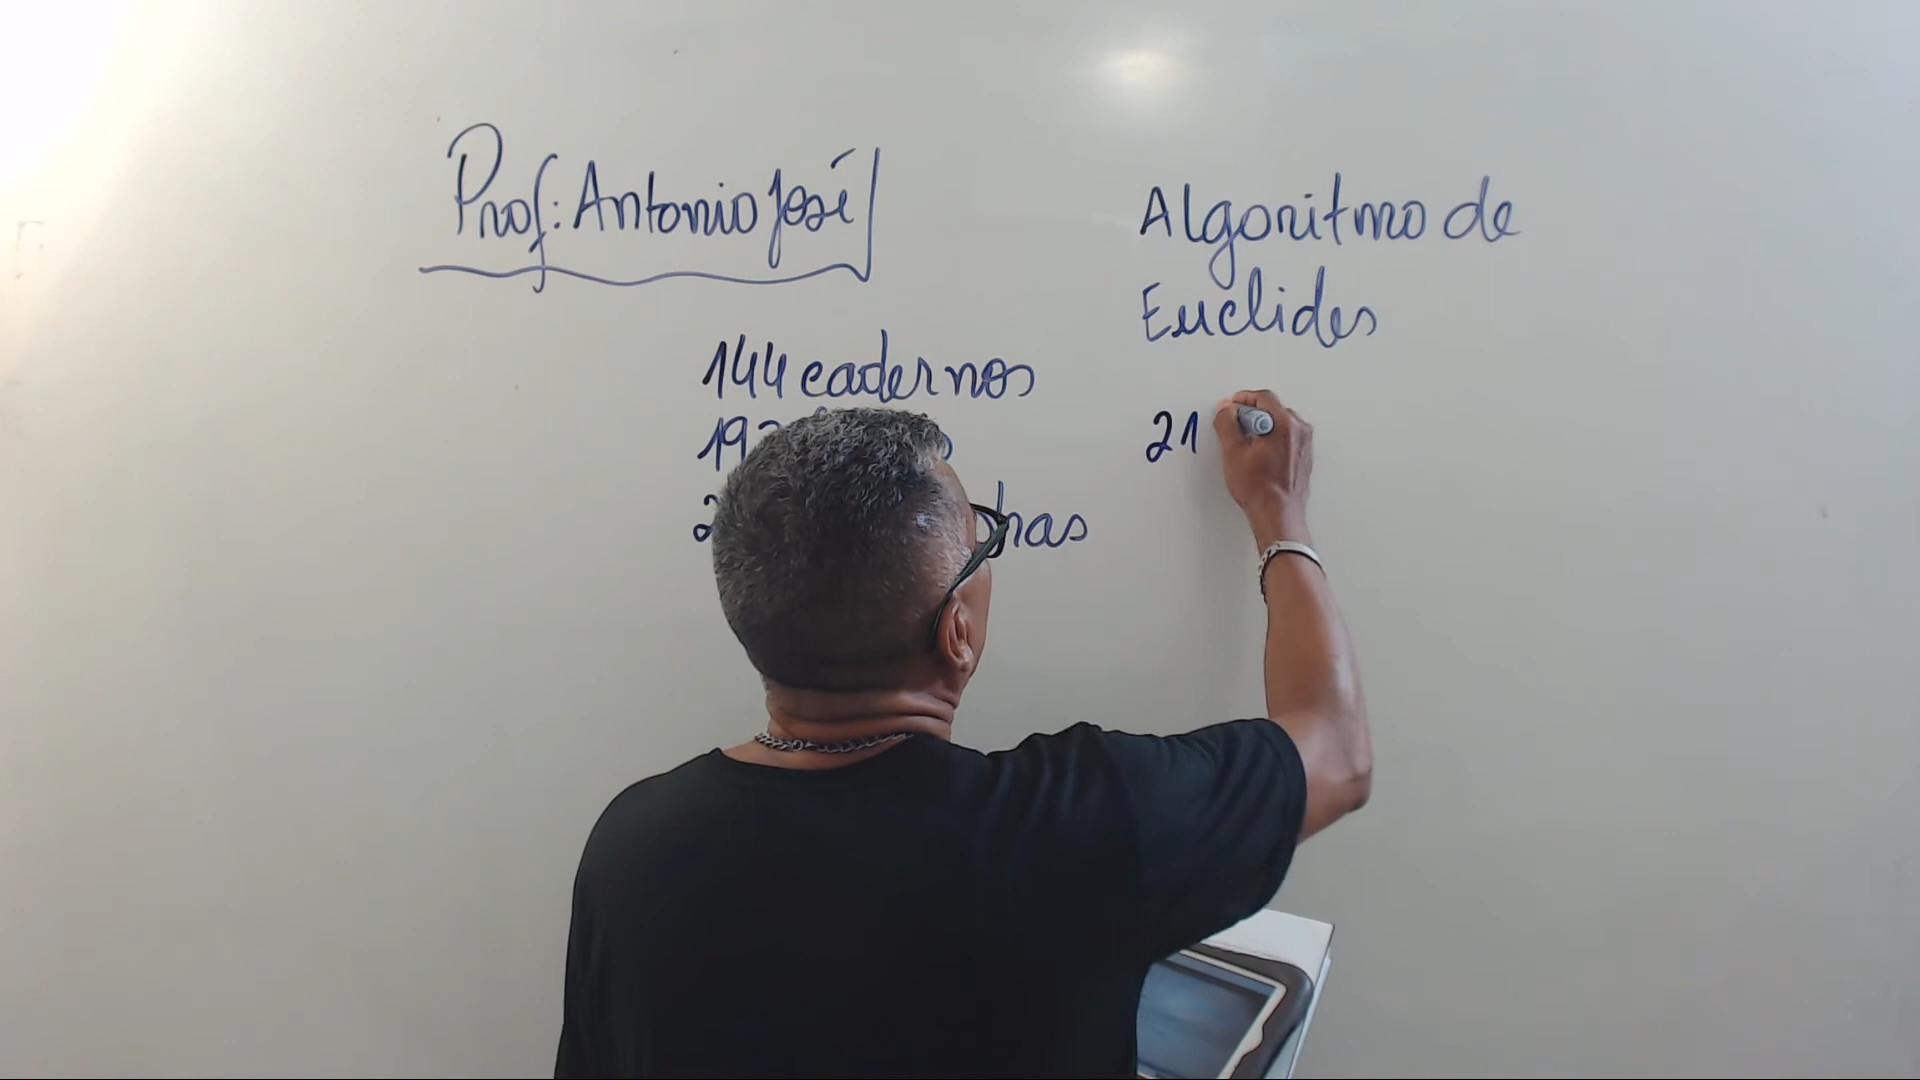 Prof: Antonio José
Algoritmo de
Euclides
144 cadernos
21